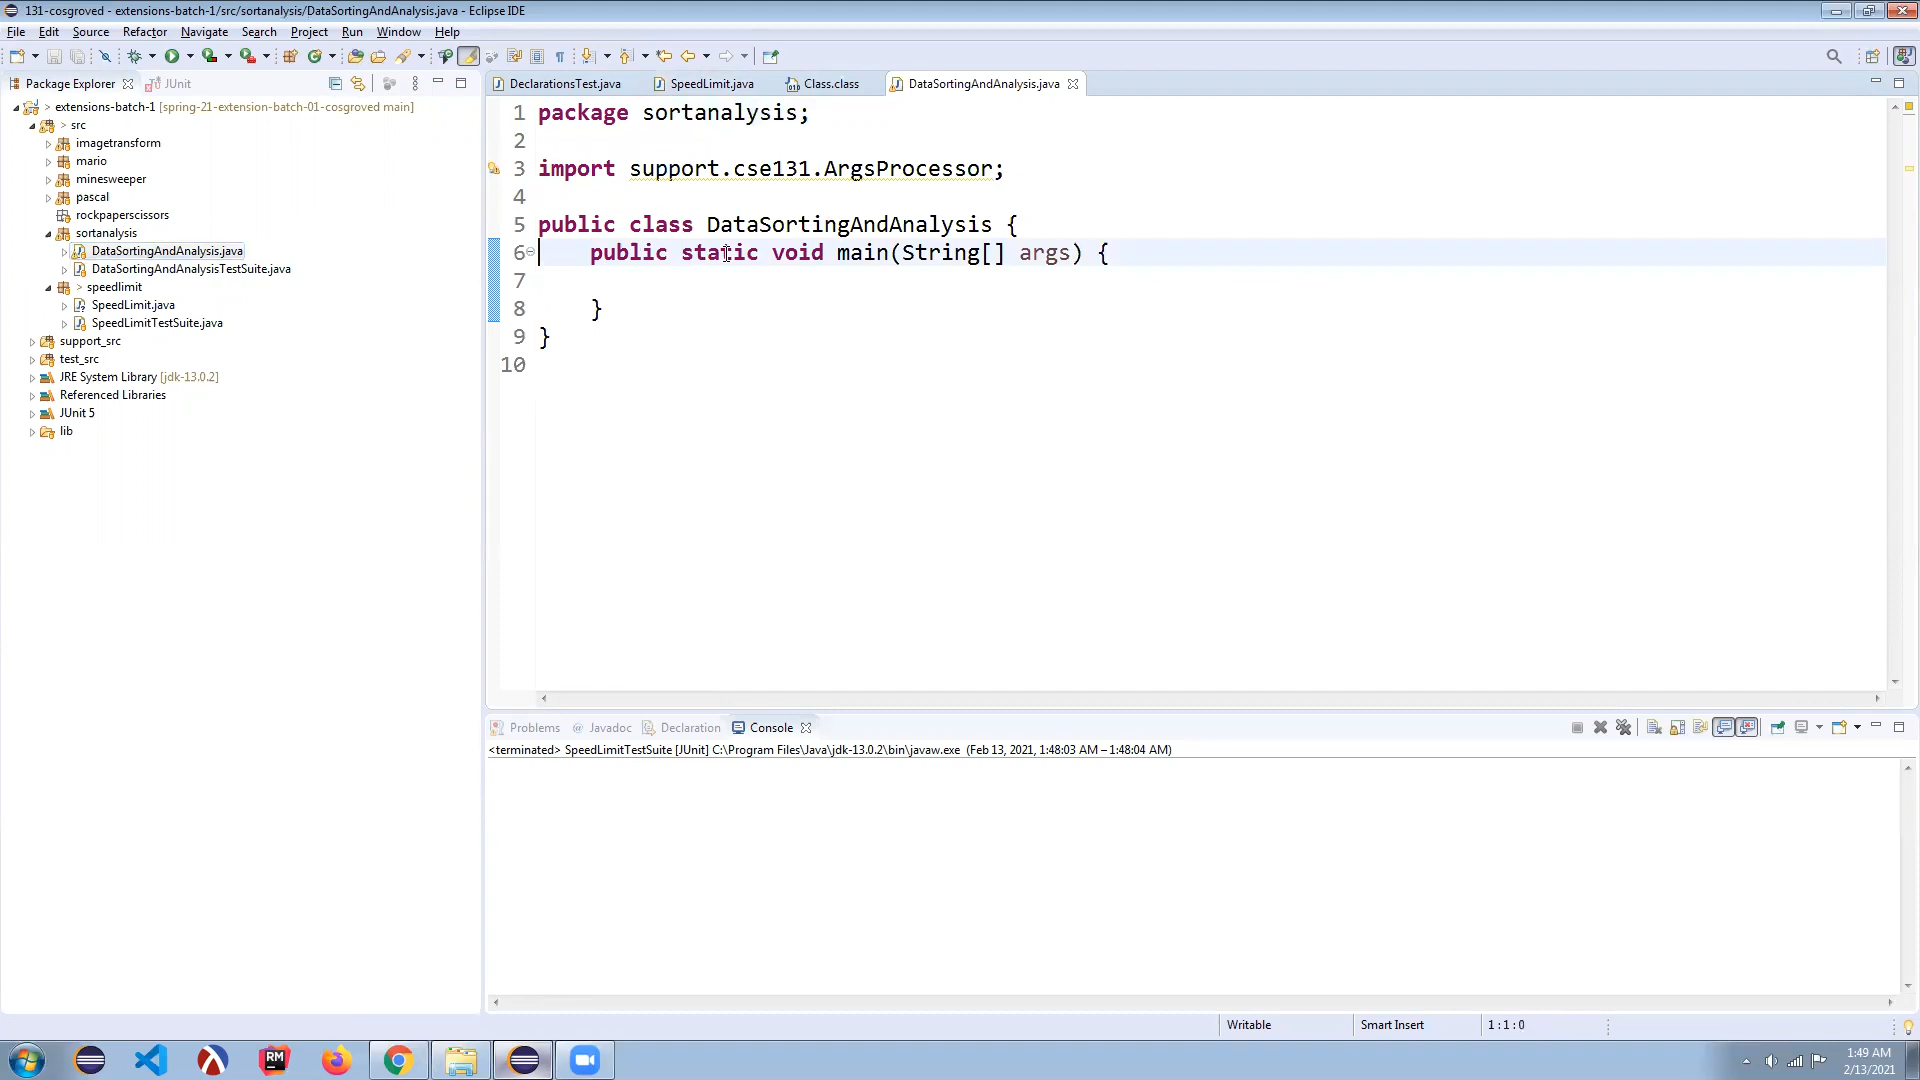 131-cosgroved - extensions-batch-1/src/sortanalysis/DataSortingAndAnalysis.java - Eclipse IDE
File Edit Source Refactor Navigate Search Project Run Window Help
Package Explorer JUnit
extensions-batch-1 [spring-21-extension-batch-01-cosgroved main]
> src
imagetransform
mario
minesweeper
pascal
rockpaperscissors
sortanalysis
DataSortingAndAnalysis.java
DataSortingAndAnalysisTestSuite.java
> speedlimit
SpeedLimit.java
SpeedLimitTestSuite.java
support_src
test_src
JRE System Library [jdk-13.0.2]
Referenced Libraries
JUnit 5
lib
DeclarationsTest.java SpeedLimit.java Class.class DataSortingAndAnalysis.java
1 package sortanalysis;
2
3 import support.cse131.ArgsProcessor;
4
5 public class DataSortingAndAnalysis {
6 public static void main(String[] args) {
7
8 }
9 }
10
Problems Javadoc Declaration Console
<terminated> SpeedLimitTestSuite [JUnit] C:\Program Files\Java\jdk-13.0.2\bin\javaw.exe (Feb 13, 2021, 1:48:03 AM – 1:48:04 AM)
Writable Smart Insert 1 : 1 : 0
RM
1:49 AM
2/13/2021